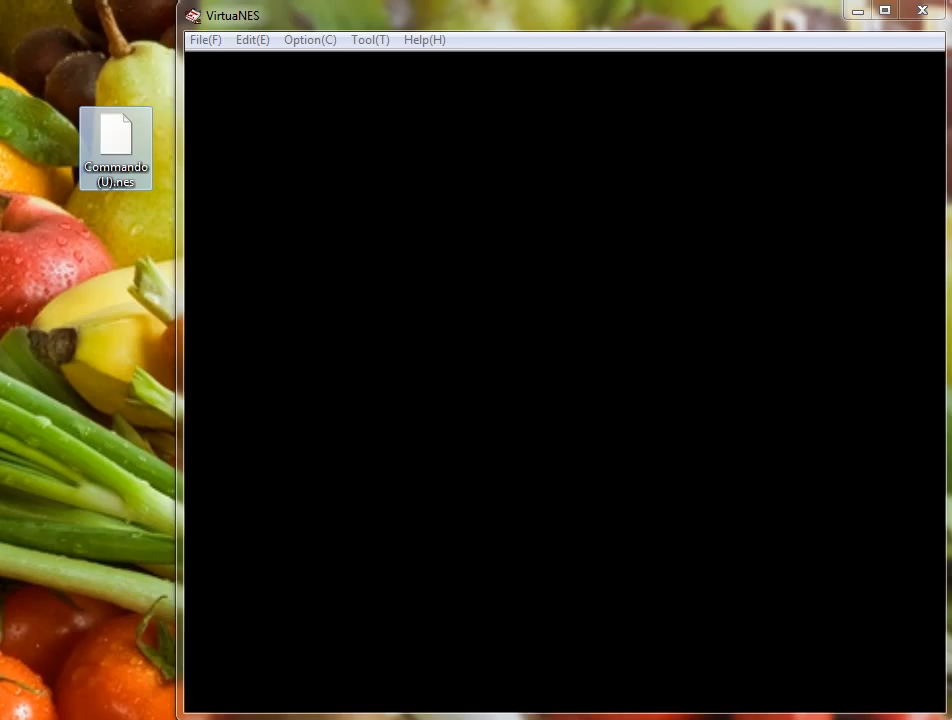 VirtuaNES
File(F) Edit(E) Option(C) Tool(T) Help(H)
Commando
(U).nes